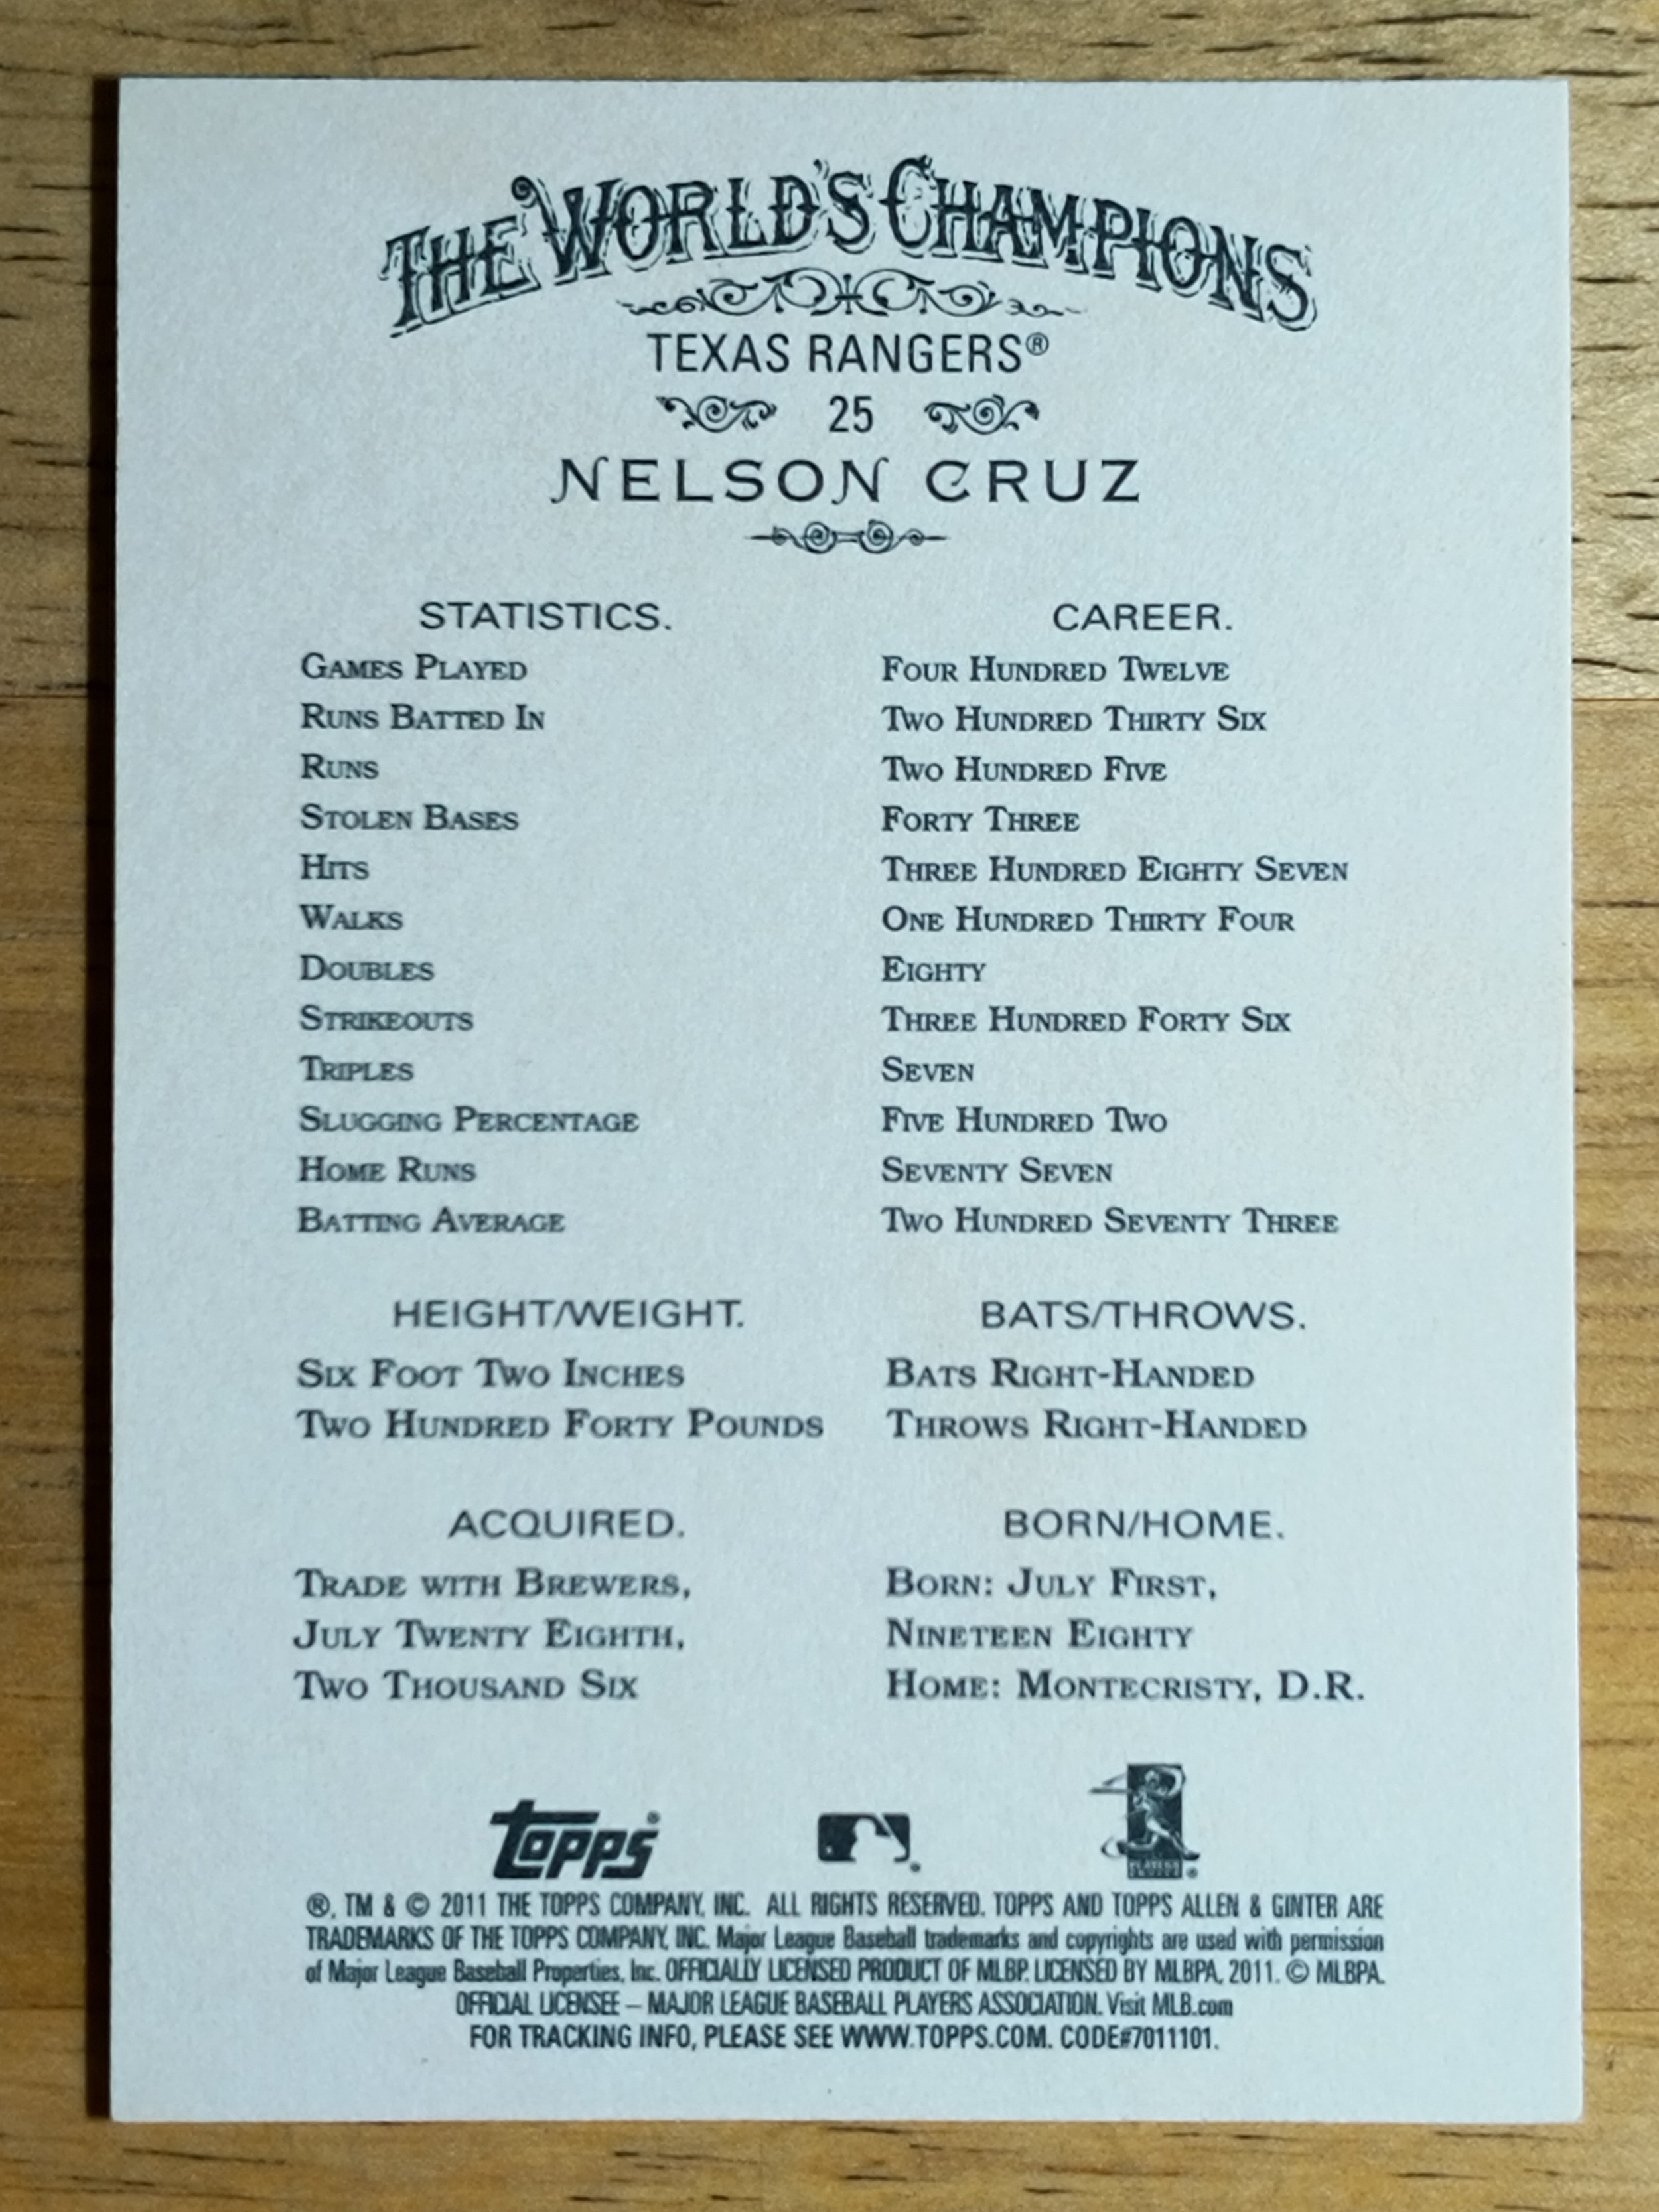 THE WORLD'S CHAMPIONS
TEXAS RANGERS®
25
NELSON CRUZ
STATISTICS. CAREER.
GAMES PLAYED FOUR HUNDRED TWELVE
RUNS BATTED IN TWO HUNDRED THIRTY SIX
RUNS TWO HUNDRED FIVE
STOLEN BASES FORTY THREE
HITS THREE HUNDRED EIGHTY SEVEN
WALKS ONE HUNDRED THIRTY FOUR
DOUBLES EIGHTY
STRIKEOUTS THREE HUNDRED FORTY SIX
TRIPLES SEVEN
SLUGGING PERCENTAGE FIVE HUNDRED TWO
HOME RUNS SEVENTY SEVEN
BATTING AVERAGE TWO HUNDRED SEVENTY THREE
HEIGHT/WEIGHT.
SIX FOOT TWO INCHES
TWO HUNDRED FORTY POUNDS
BATS/THROWS.
BATS RIGHT-HANDED
THROWS RIGHT-HANDED
ACQUIRED.
TRADE WITH BREWERS,
JULY TWENTY EIGHTH,
TWO THOUSAND SIX
BORN/HOME.
BORN: JULY FIRST,
NINETEEN EIGHTY
HOME: MONTECRISTY, D.R.
Topps®
PLAYERS CHOICE ®
®, TM & © 2011 THE TOPPS COMPANY, INC. ALL RIGHTS RESERVED. TOPPS AND TOPPS ALLEN & GINTER ARE
TRADEMARKS OF THE TOPPS COMPANY, INC. Major League Baseball trademarks and copyrights are used with permission
of Major League Baseball Properties, Inc. OFFICIALLY LICENSED PRODUCT OF MLBP. LICENSED BY MLBPA, 2011. © MLBPA.
OFFICIAL LICENSEE – MAJOR LEAGUE BASEBALL PLAYERS ASSOCIATION. Visit MLB.com
FOR TRACKING INFO, PLEASE SEE WWW.TOPPS.COM. CODE#7011101.